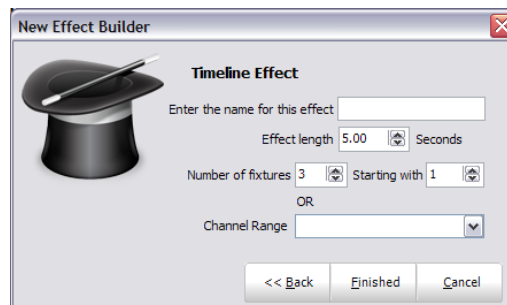 New Effect Builder
Timeline Effect
Enter the name for this effect
Effect length 5.00 Seconds
Number of fixtures 3 Starting with 1
OR
Channel Range
<< Back Finished Cancel